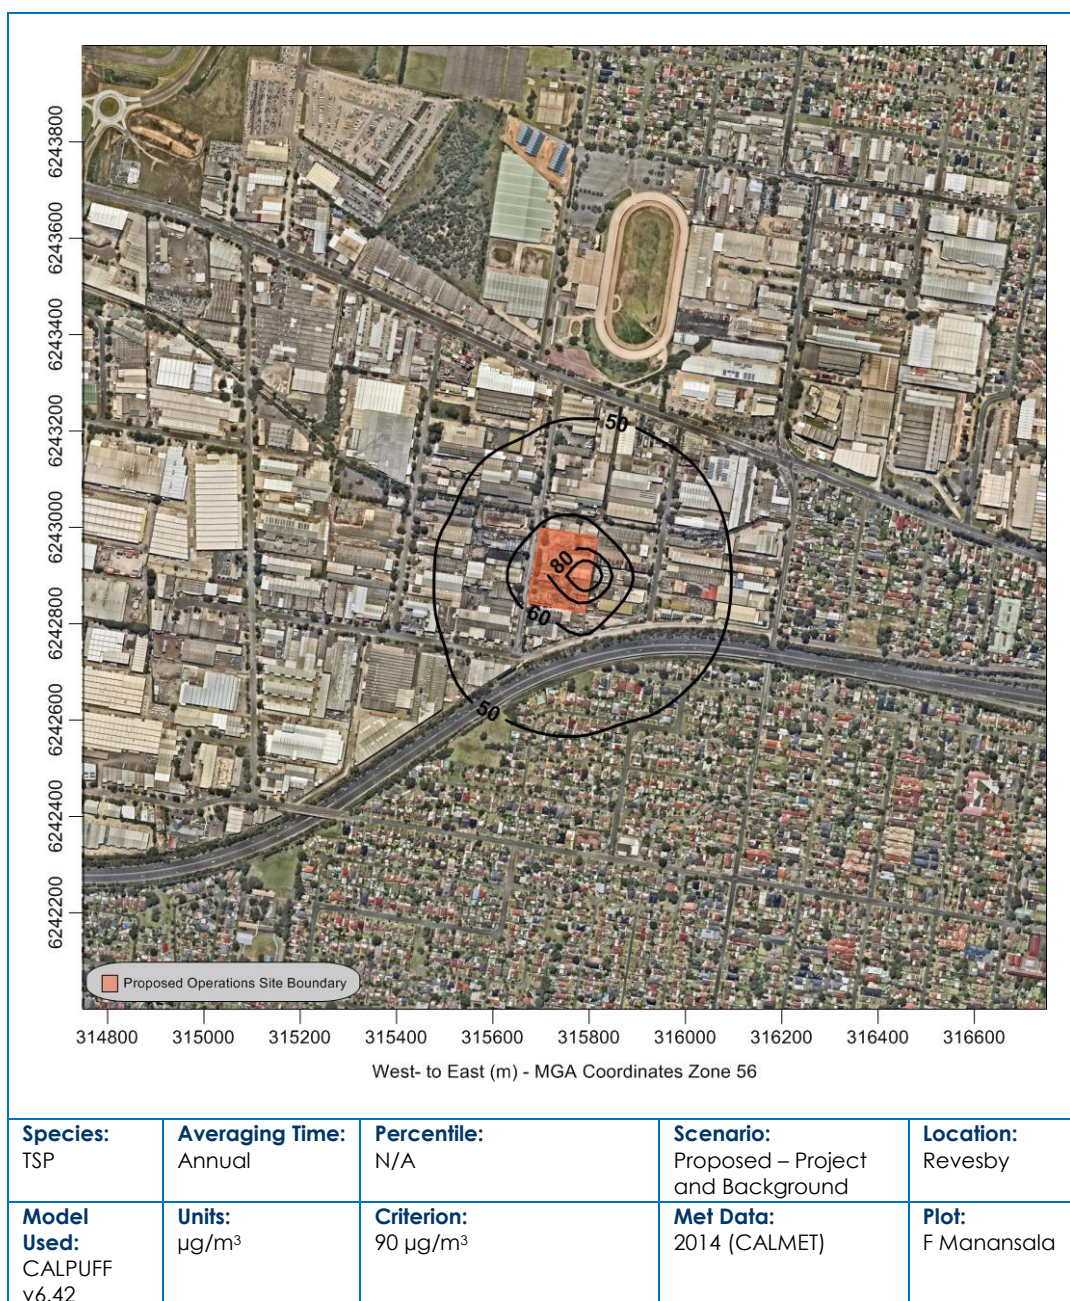 6243800
6243600
6243400
6243200
6243000
6242800
6242600
6242400
6242200
50
80
60
50
Proposed Operations Site Boundary
314800 315000 315200 315400 315600 315800 316000 316200 316400 316600
West- to East (m) - MGA Coordinates Zone 56
Species: Averaging Time: Percentile: Scenario: Location:
TSP Annual N/A Proposed – Project Revesby
and Background
Model Units: Criterion: Met Data: Plot:
Used: µg/m³ 90 µg/m³ 2014 (CALMET) F Manansala
CALPUFF
v6.42